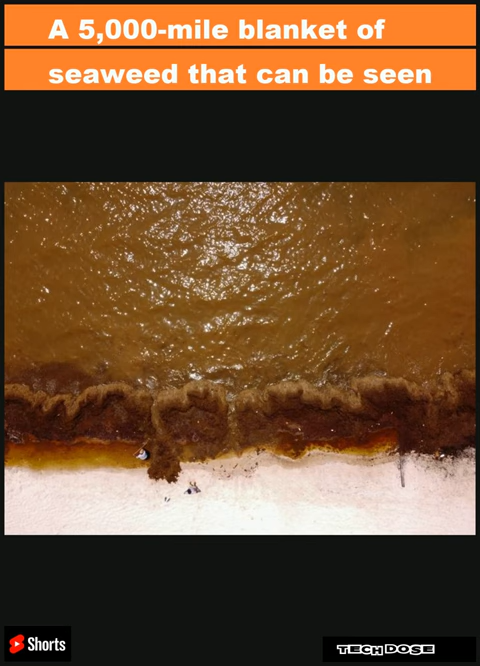 A 5,000-mile blanket of
seaweed that can be seen
Shorts
TECH DOSE